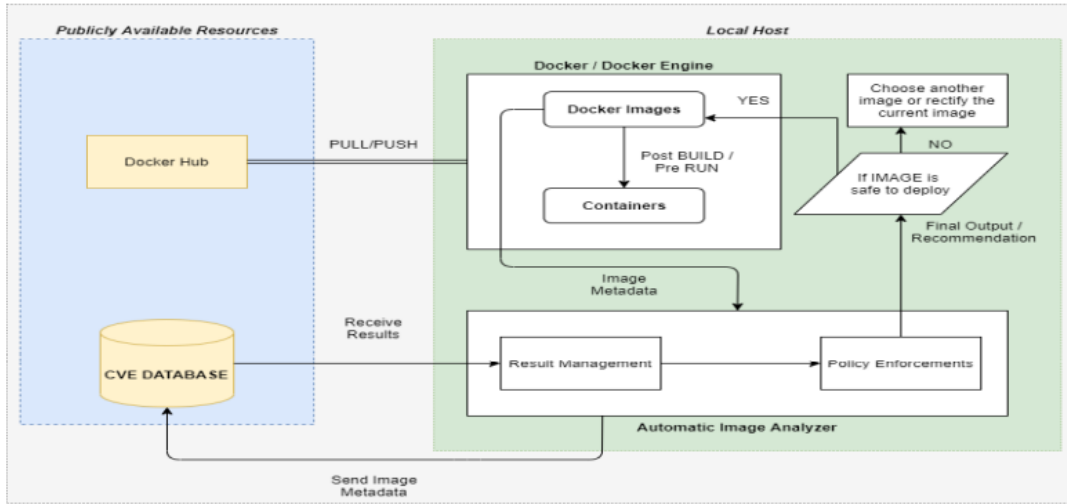 Publicly Available Resources
Local Host
Docker / Docker Engine
Docker Images
YES
Choose another
image or rectify the
current image
Docker Hub
PULL/PUSH
Post BUILD /
Pre RUN
NO
If IMAGE is
safe to deploy
Containers
Final Output /
Recommendation
Image
Metadata
Receive
Results
CVE DATABASE
Result Management
Policy Enforcements
Automatic Image Analyzer
Send Image
Metadata